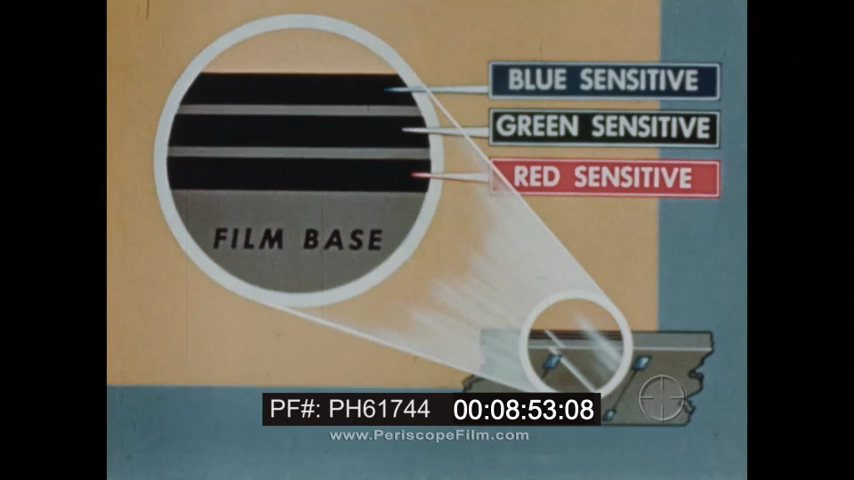 BLUE SENSITIVE
GREEN SENSITIVE
RED SENSITIVE
FILM BASE
PF#: PH61744 00:08:53:08
www.PeriscopeFilm.com